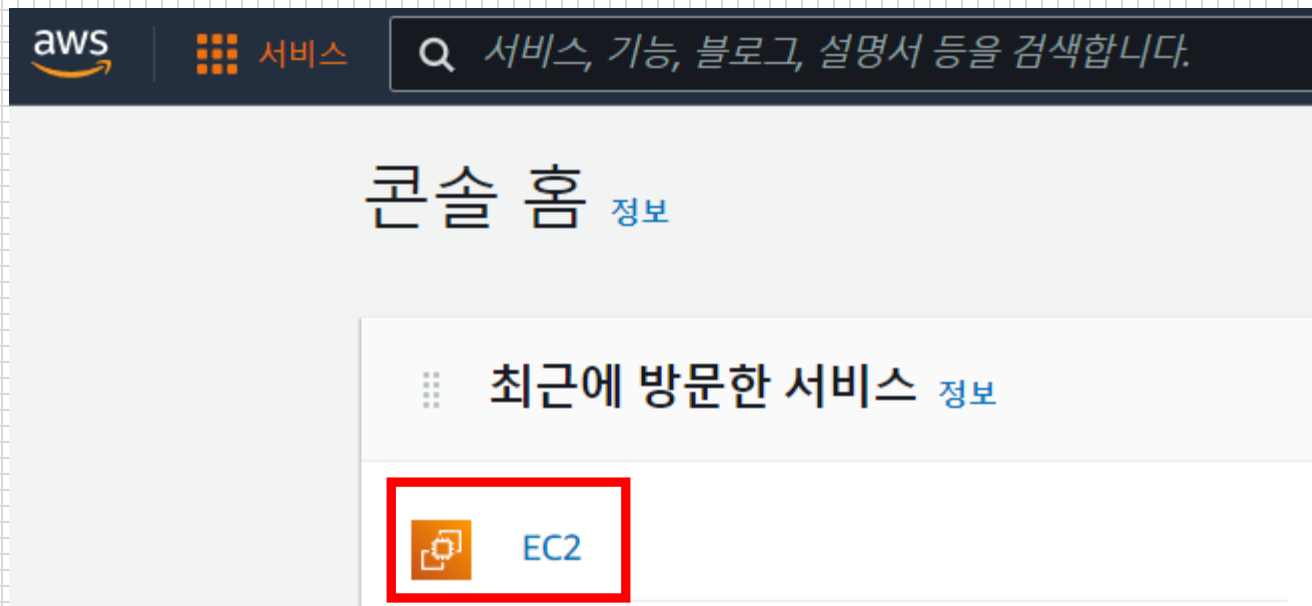 aws 서비스 서비스, 기능, 블로그, 설명서 등을 검색합니다.
콘솔 홈 정보
최근에 방문한 서비스 정보
EC2